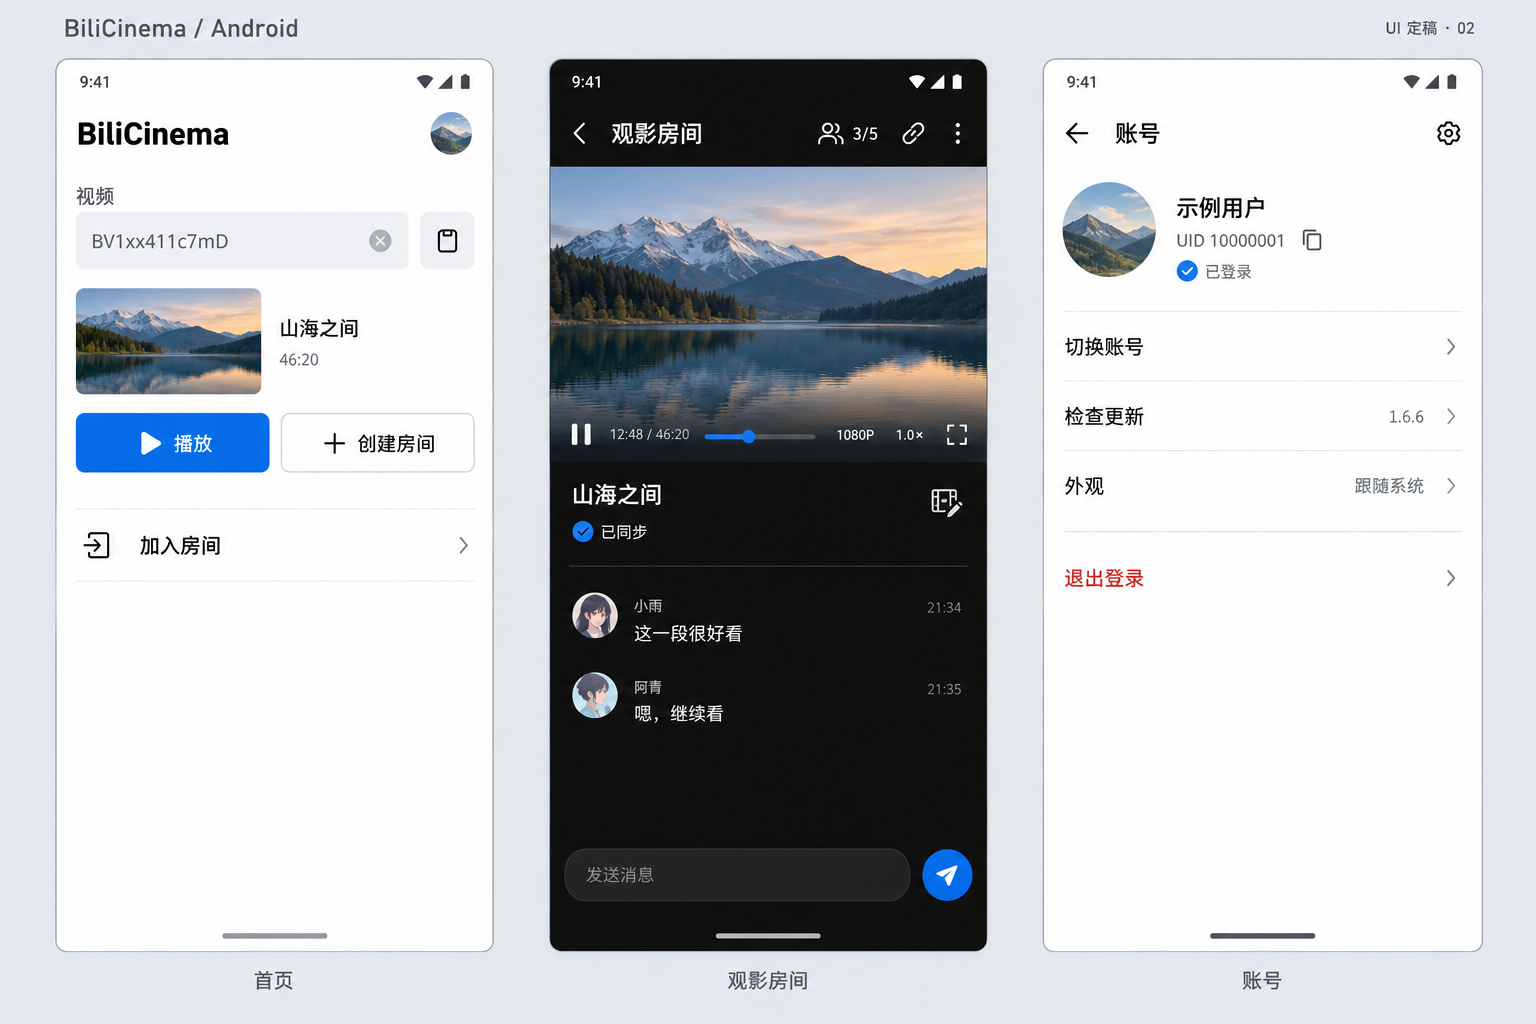 BiliCinema / Android
UI 定稿 · 02
9:41
BiliCinema
视频
BV1xx411c7mD
山海之间
46:20
播放
创建房间
加入房间
首页
9:41
观影房间
3/5
12:48 / 46:20
1080P
1.0×
山海之间
已同步
小雨
21:34
这一段很好看
阿青
21:35
嗯，继续看
发送消息
观影房间
9:41
账号
示例用户
UID 10000001
已登录
切换账号
检查更新
1.6.6
外观
跟随系统
退出登录
账号